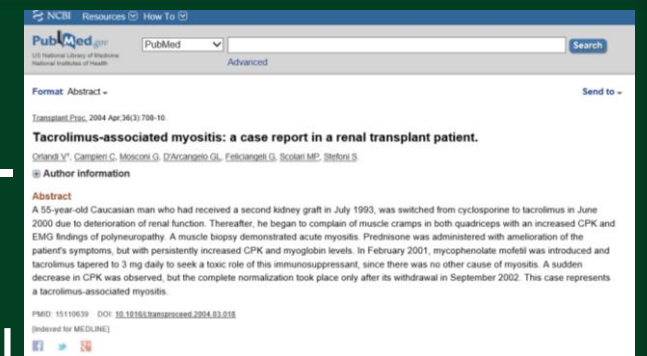 NCBI Resources How To
PubMed.gov
US National Library of Medicine
National Institutes of Health
PubMed
Search
Advanced
Format: Abstract
Send to
Transplant Proc. 2004 Apr;36(3):708-10.
Tacrolimus-associated myositis: a case report in a renal transplant patient.
Orlandi V1, Campieri C, Mosconi G, D'Arcangelo GL, Feliciangeli G, Scolari MP, Stefoni S.
Author information
Abstract
A 55-year-old Caucasian man who had received a second kidney graft in July 1993, was switched from cyclosporine to tacrolimus in June
2000 due to deterioration of renal function. Thereafter, he began to complain of muscle cramps in both quadriceps with an increased CPK and
EMG findings of polyneuropathy. A muscle biopsy demonstrated acute myositis. Prednisone was administered with amelioration of the
patient's symptoms, but with persistently increased CPK and myoglobin levels. In February 2001, mycophenolate mofetil was introduced and
tacrolimus tapered to 3 mg daily to seek a toxic role of this immunosuppressant, since there was no other cause of myositis. A sudden
decrease in CPK was observed, but the complete normalization took place only after its withdrawal in September 2002. This case represents
a tacrolimus-associated myositis.
PMID: 15110639 DOI: 10.1016/j.transproceed.2004.03.018
[Indexed for MEDLINE]